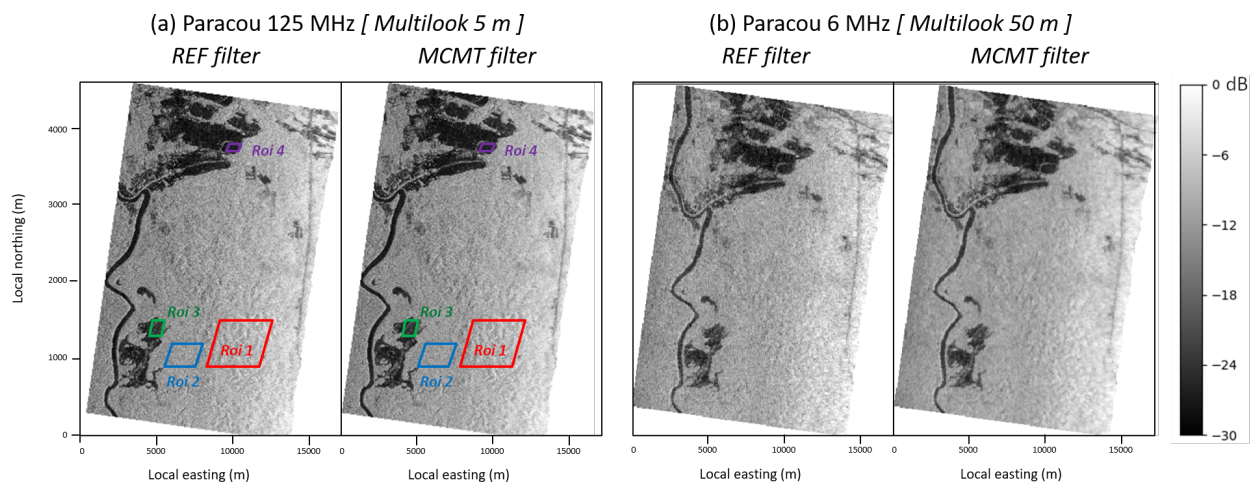 (a) Paracou 125 MHz [ Multilook 5 m ]
REF filter
MCMT filter
(b) Paracou 6 MHz [ Multilook 50 m ]
REF filter
MCMT filter
Local northing (m)
4000
3000
2000
1000
0
Roi 4
Roi 3
Roi 1
Roi 2
Roi 4
Roi 3
Roi 1
Roi 2
0 dB
−6
−12
−18
−24
−30
0 5000 10000 15000
0 5000 10000 15000
0 5000 10000 15000
0 5000 10000 15000
Local easting (m)
Local easting (m)
Local easting (m)
Local easting (m)